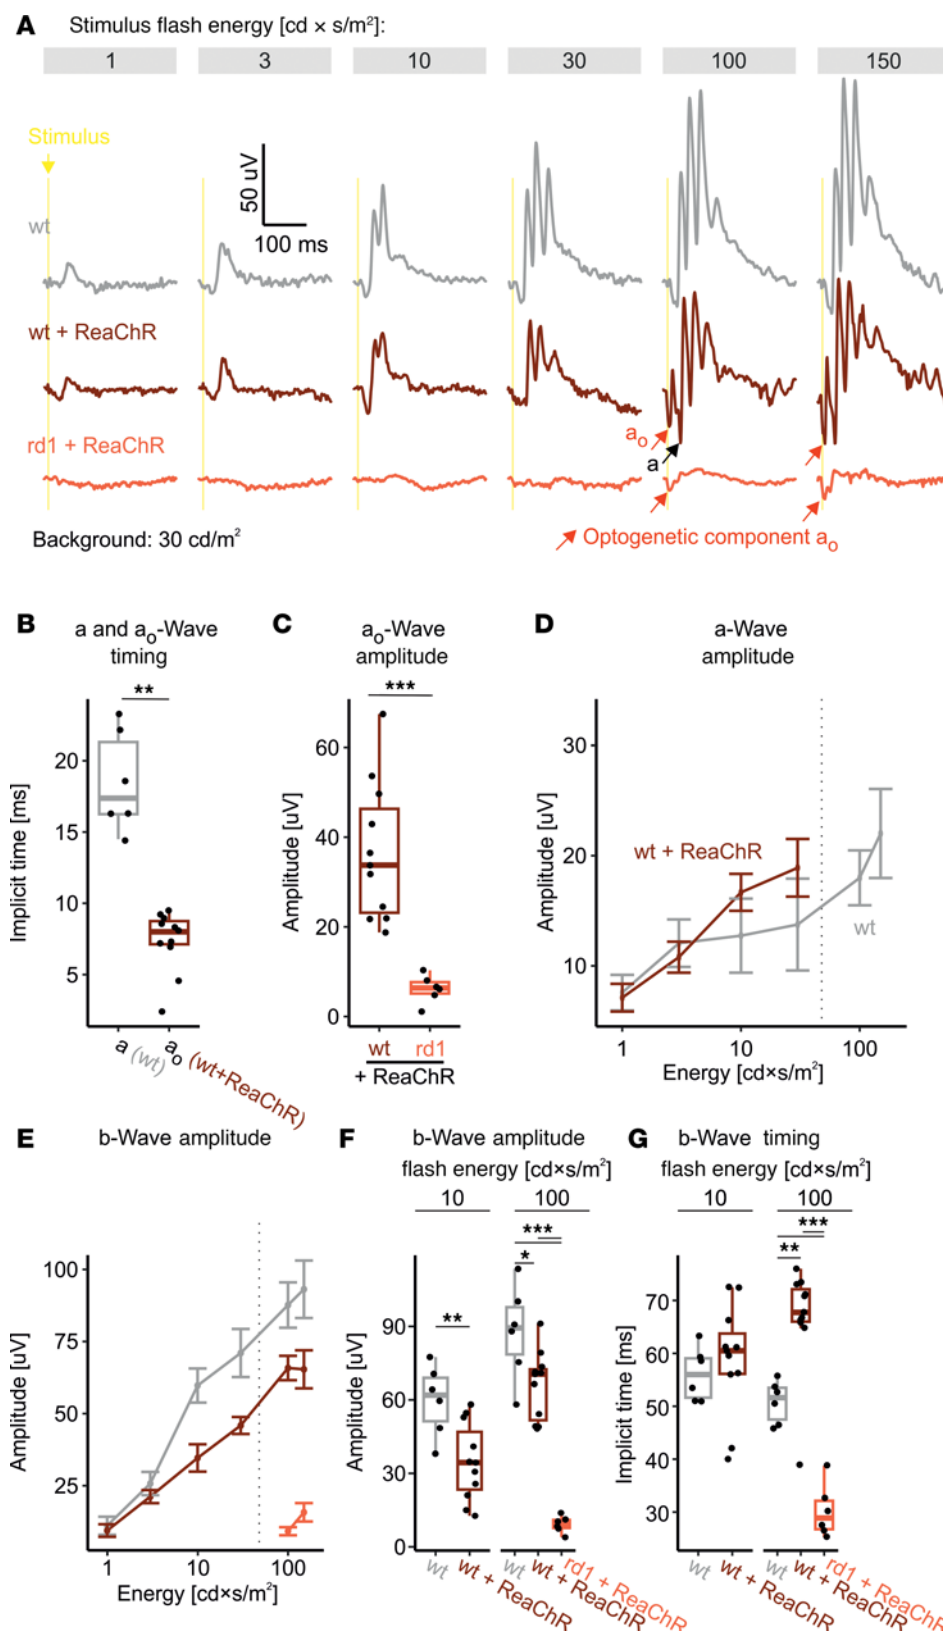 A Stimulus flash energy [cd × s/m²]:
1 3 10 30 100 150
Stimulus
50 uV
100 ms
wt
wt + ReaChR
rd1 + ReaChR
a₀
a
Background: 30 cd/m²
Optogenetic component a₀
B a and a₀-Wave timing
Implicit time [ms]
20
15
10
5
a (wt)
a₀ (wt+ReaChR)
**
C a₀-Wave amplitude
Amplitude [uV]
60
40
20
0
***
wt rd1
+ ReaChR
D a-Wave amplitude
Amplitude [uV]
30
20
10
wt + ReaChR
wt
1 10 100
Energy [cd×s/m²]
E b-Wave amplitude
Amplitude [uV]
100
75
50
25
1 10 100
Energy [cd×s/m²]
F b-Wave amplitude
flash energy [cd×s/m²]
10 100
***
*
**
Amplitude [uV]
90
60
30
0
wt
wt + ReaChR
wt
wt + ReaChR
rd1 + ReaChR
G b-Wave timing
flash energy [cd×s/m²]
10 100
***
**
Implicit time [ms]
70
60
50
40
30
wt
wt + ReaChR
wt
wt + ReaChR
rd1 + ReaChR